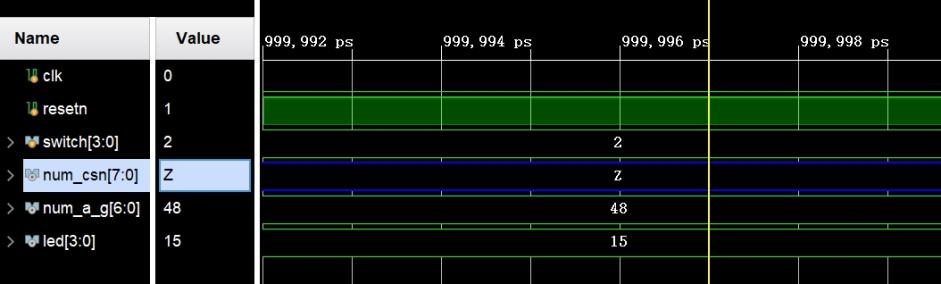 Name Value 999,992 ps 999,994 ps 999,996 ps 999,998 ps
clk 0
resetn 1
switch[3:0] 2 2
num_csn[7:0] Z Z
num_a_g[6:0] 48 48
led[3:0] 15 15